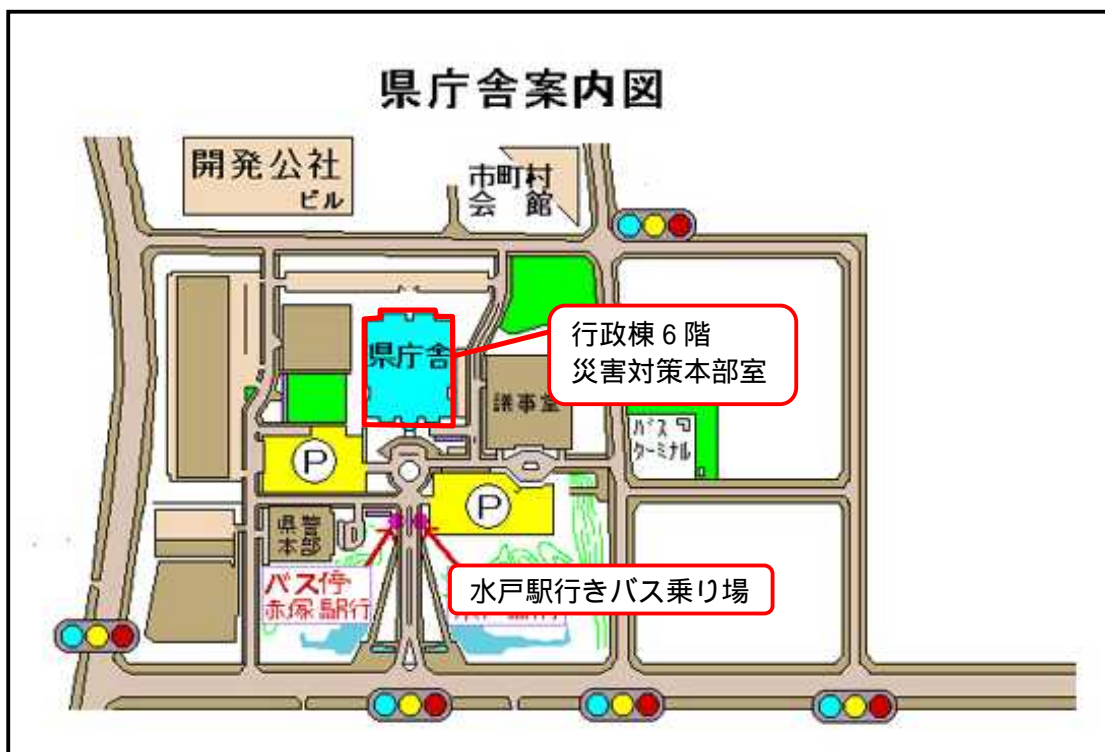 県庁舎案内図
開発公社
ビル
市町村
会 館
行政棟６階
災害対策本部室
県庁舎
議事堂
バス
ターミナル
P
P
県警
本部
バス停
赤塚駅行
水戸駅行きバス乗り場